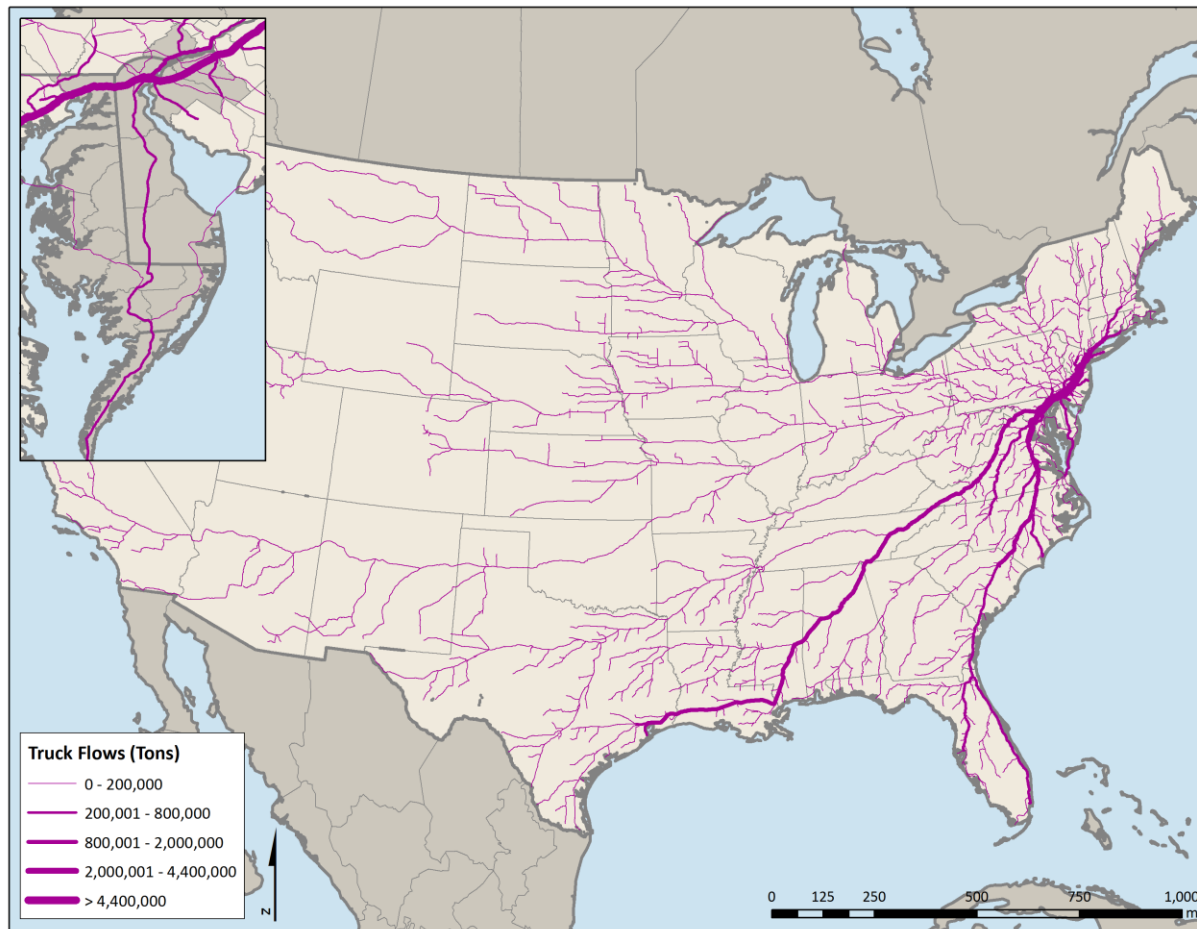 Truck Flows (Tons)
0 - 200,000
200,001 - 800,000
800,001 - 2,000,000
2,000,001 - 4,400,000
> 4,400,000
N
0 125 250 500 750 1,000